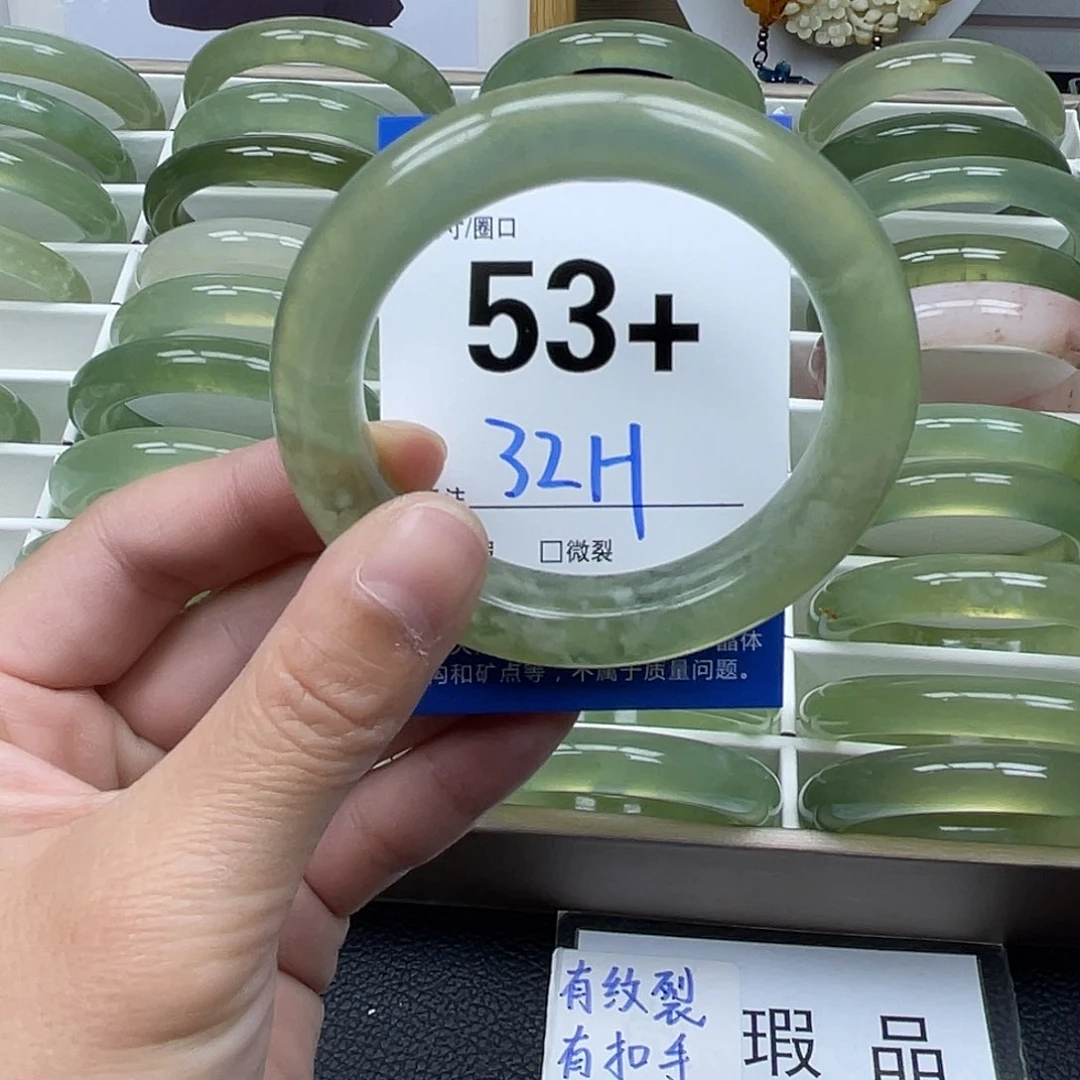 寸/圈口
53+
32H
□微裂
晶体
构和矿点等，不属于质量问题。
有纹裂
有扣手
瑕品